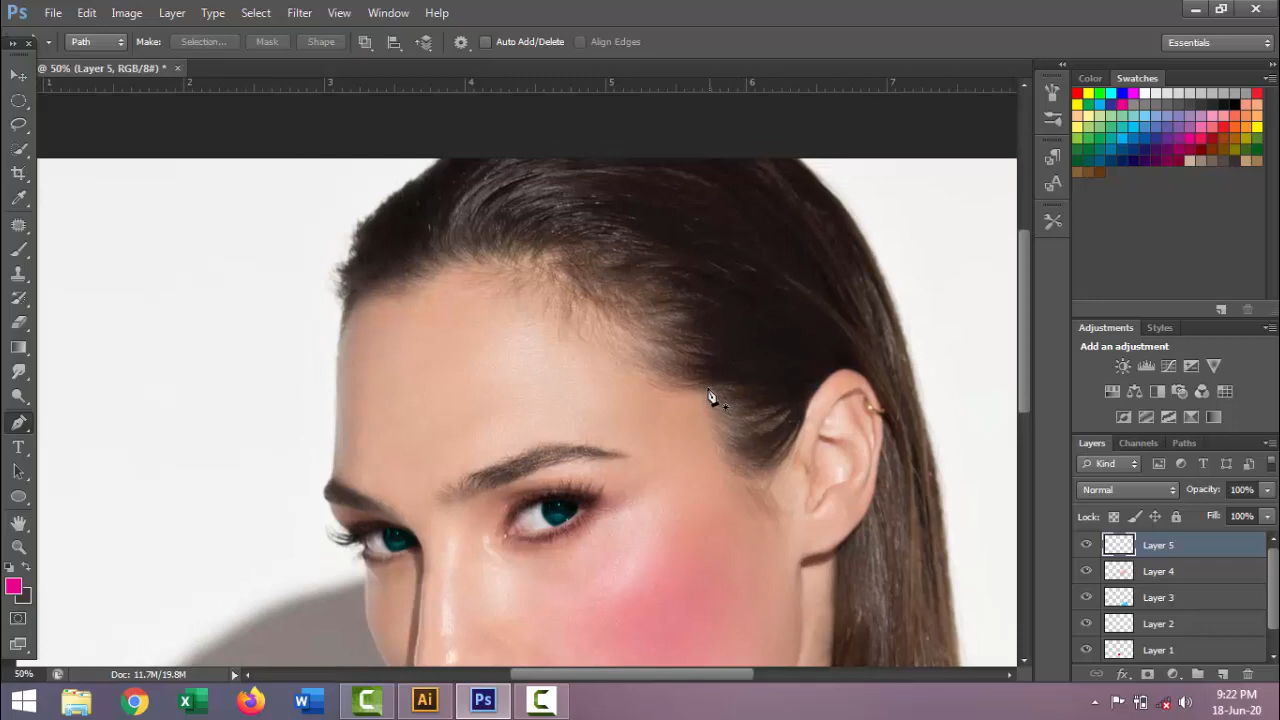 Ps File Edit Image Layer Type Select Filter View Window Help
Path Make: Selection... Mask Shape Auto Add/Delete Align Edges Essentials
@ 50% (Layer 5, RGB/8#) * ×
1 2 3 4 5 6 7
Color Swatches
Adjustments Styles
Add an adjustment
Layers Channels Paths
Kind
Normal Opacity: 100%
Lock: Fill: 100%
Layer 5
Layer 4
Layer 3
Layer 2
Layer 1
50% Doc: 11.7M/19.8M
9:22 PM
18-Jun-20